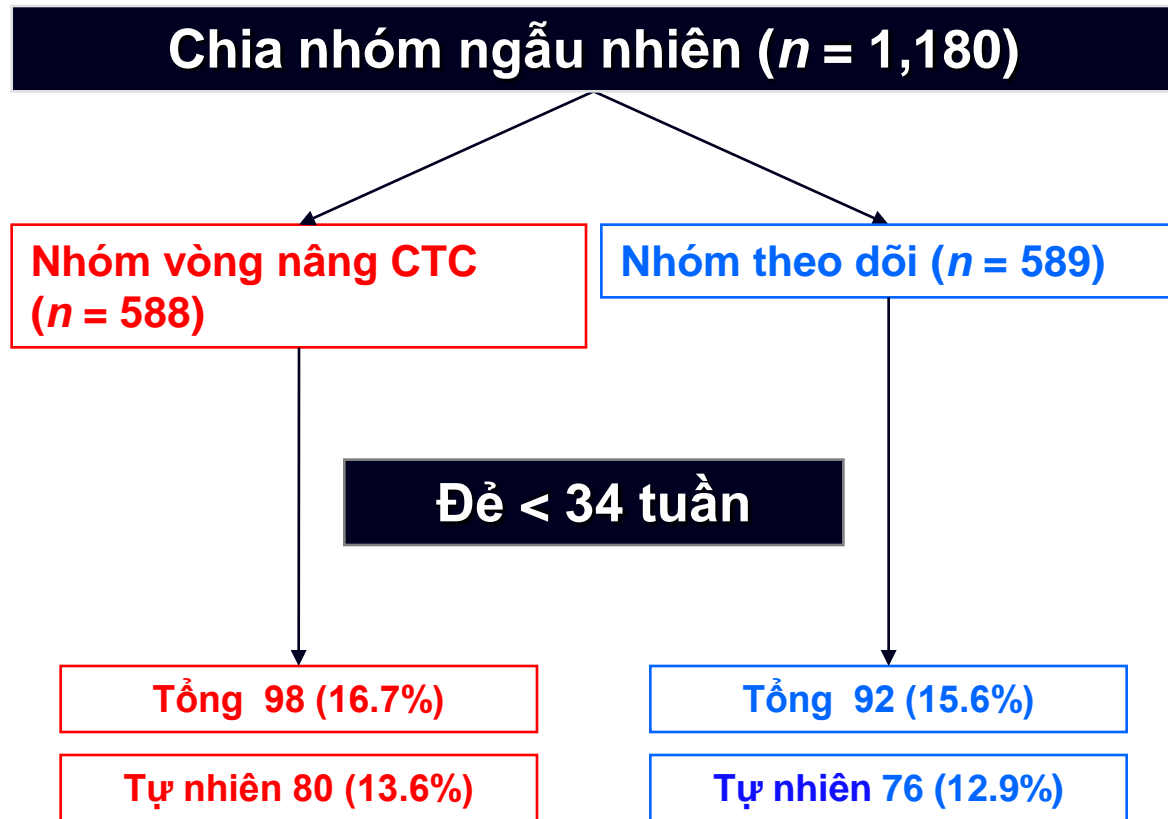 Chia nhóm ngẫu nhiên (n = 1,180)
Nhóm vòng nâng CTC
(n = 588)
Nhóm theo dõi (n = 589)
Đẻ < 34 tuần
Tổng 98 (16.7%)
Tổng 92 (15.6%)
Tự nhiên 80 (13.6%)
Tự nhiên 76 (12.9%)